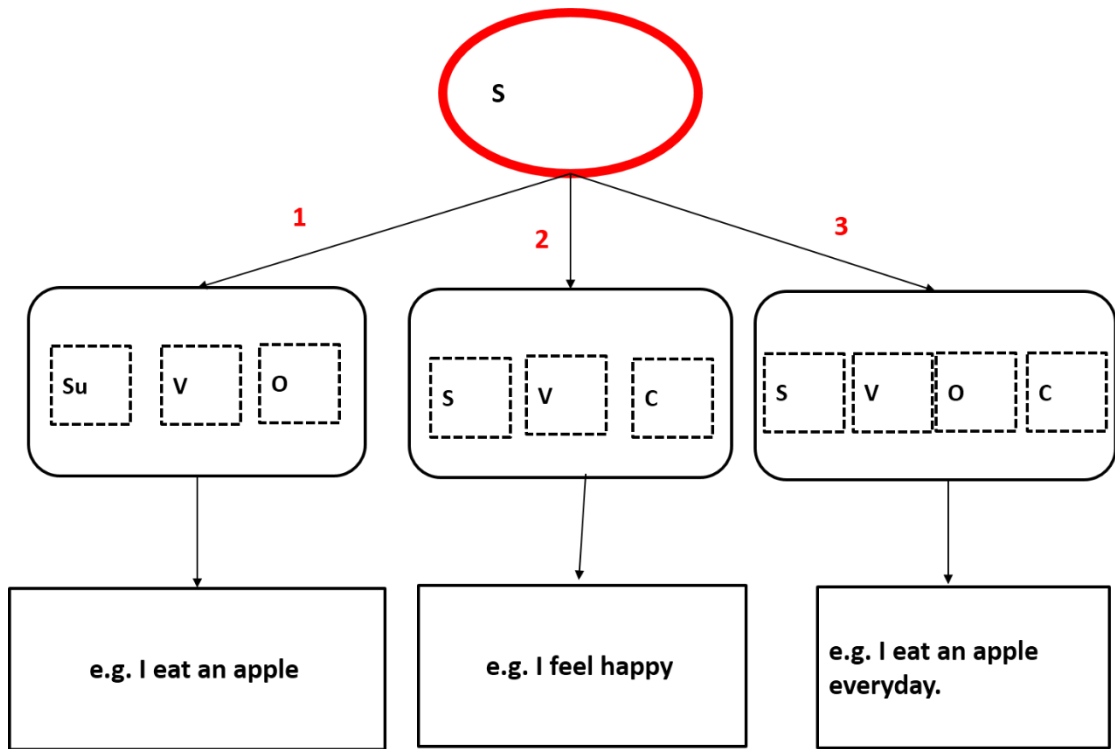 S
1
2
3
Su V O
S V C
S V O C
e.g. I eat an apple
e.g. I feel happy
e.g. I eat an apple
everyday.